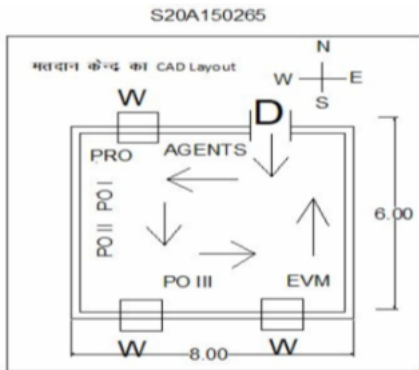 S20A150265
मतदान केन्द्र का CAD Layout
N
W E
S
W
D
PRO
AGENTS
PO I
PO II
6.00
PO III
EVM
W
W
8.00